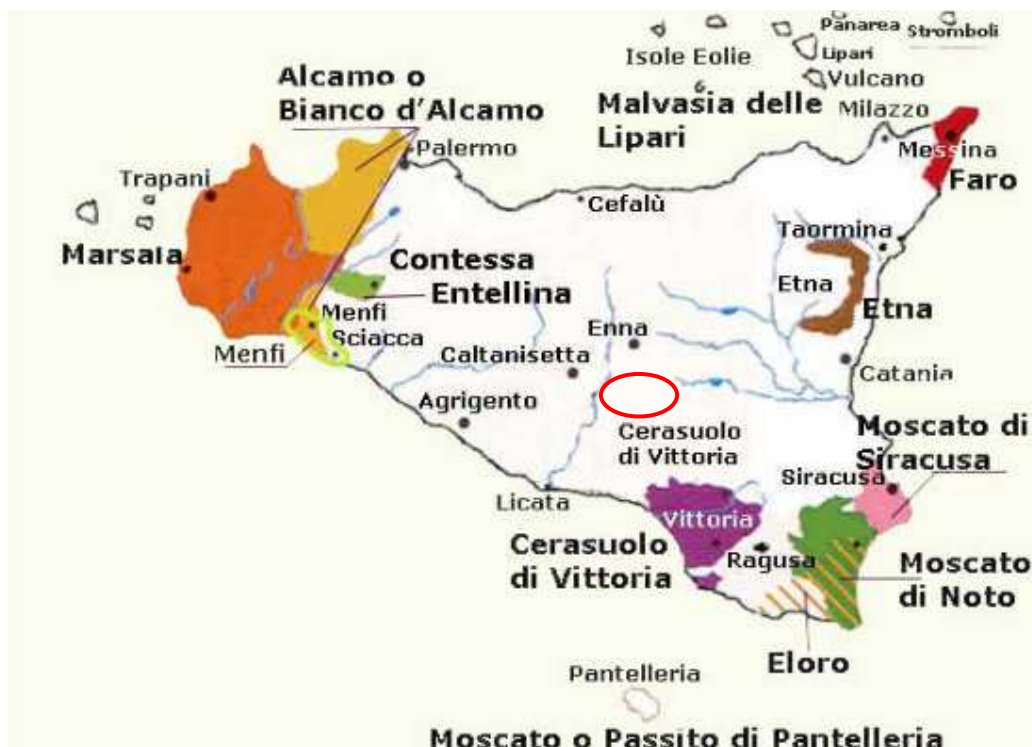 Panarea
Stromboli
Isole Eolie
Lipari
Alcamo o
Bianco d'Alcamo
Vulcano
Malvasia delle
Lipari
Milazzo
Palermo
Messina
Faro
Trapani
Cefalù
Taormina
Marsala
Contessa
Entellina
Etna
Etna
Menfi
Sciacca
Menfi
Enna
Caltanisetta
Catania
Agrigento
Cerasuolo
di Vittoria
Moscato di
Siracusa
Siracusa
Licata
Vittoria
Cerasuolo
di Vittoria
Ragusa
Moscato
di Noto
Eloro
Pantelleria
Moscato o Passito di Pantelleria